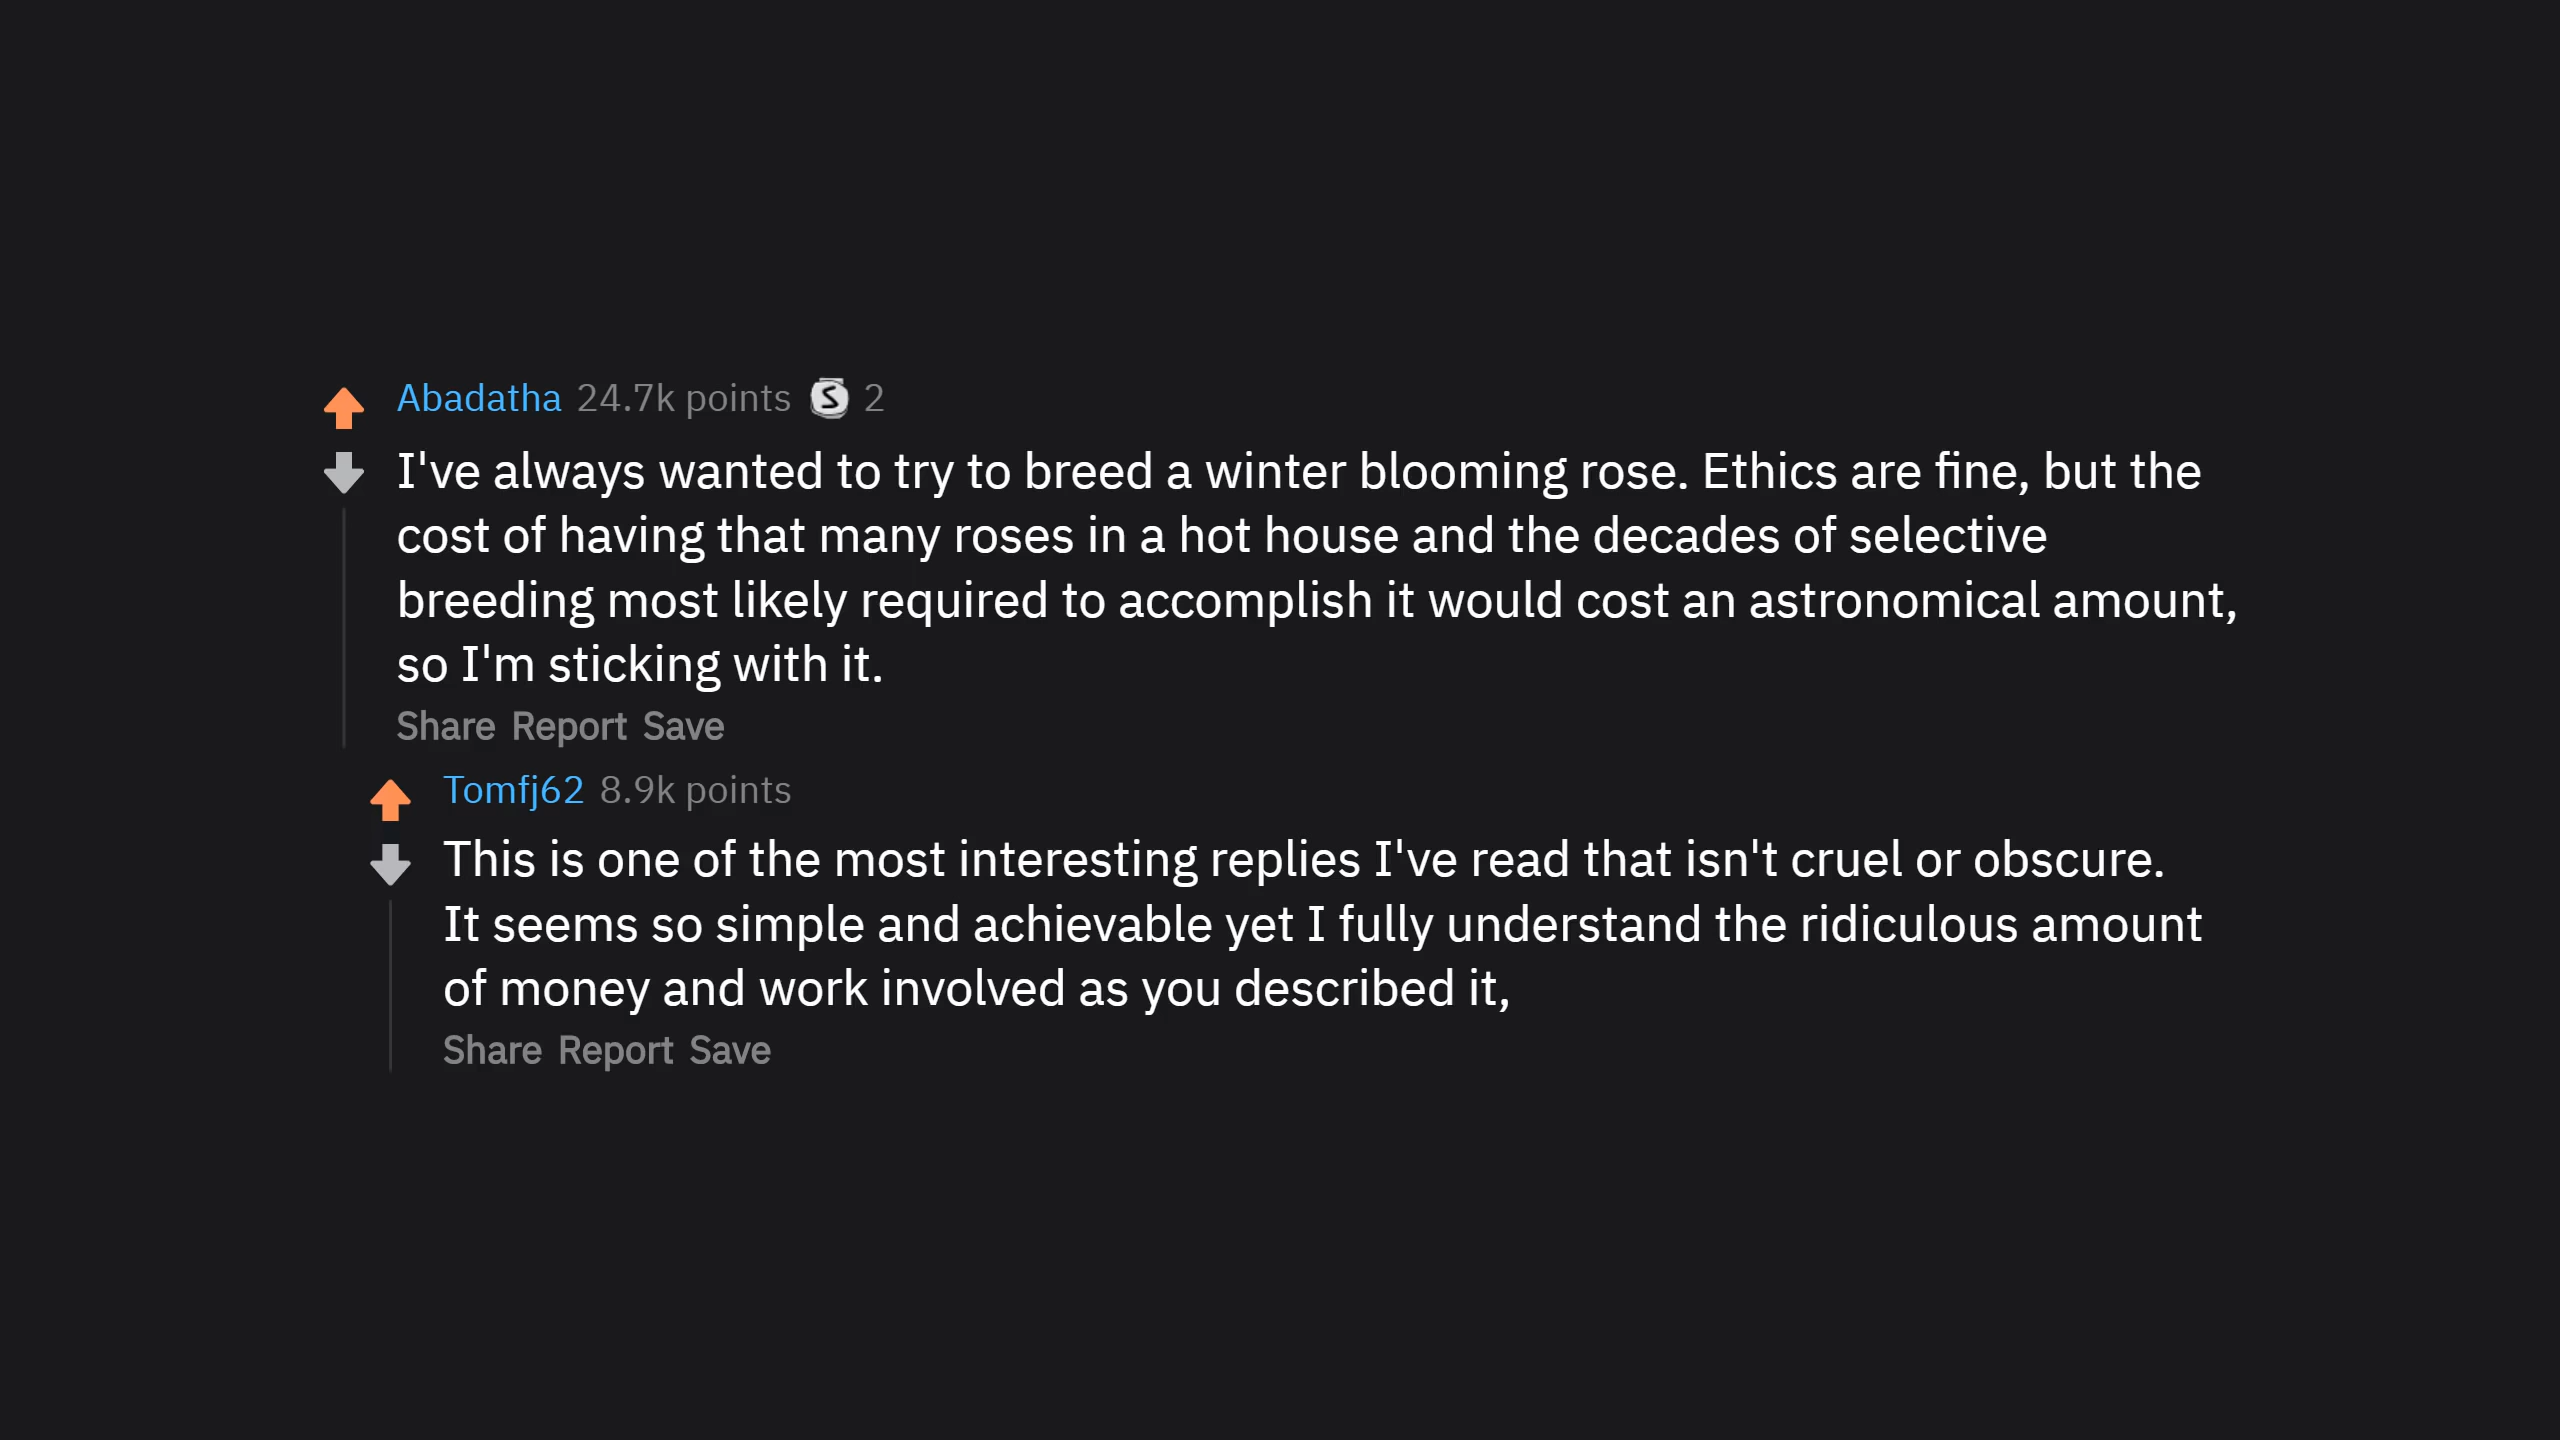 Abadatha 24.7k points S 2
I've always wanted to try to breed a winter blooming rose. Ethics are fine, but the
cost of having that many roses in a hot house and the decades of selective
breeding most likely required to accomplish it would cost an astronomical amount,
so I'm sticking with it.
Share Report Save
Tomfj62 8.9k points
This is one of the most interesting replies I've read that isn't cruel or obscure.
It seems so simple and achievable yet I fully understand the ridiculous amount
of money and work involved as you described it,
Share Report Save